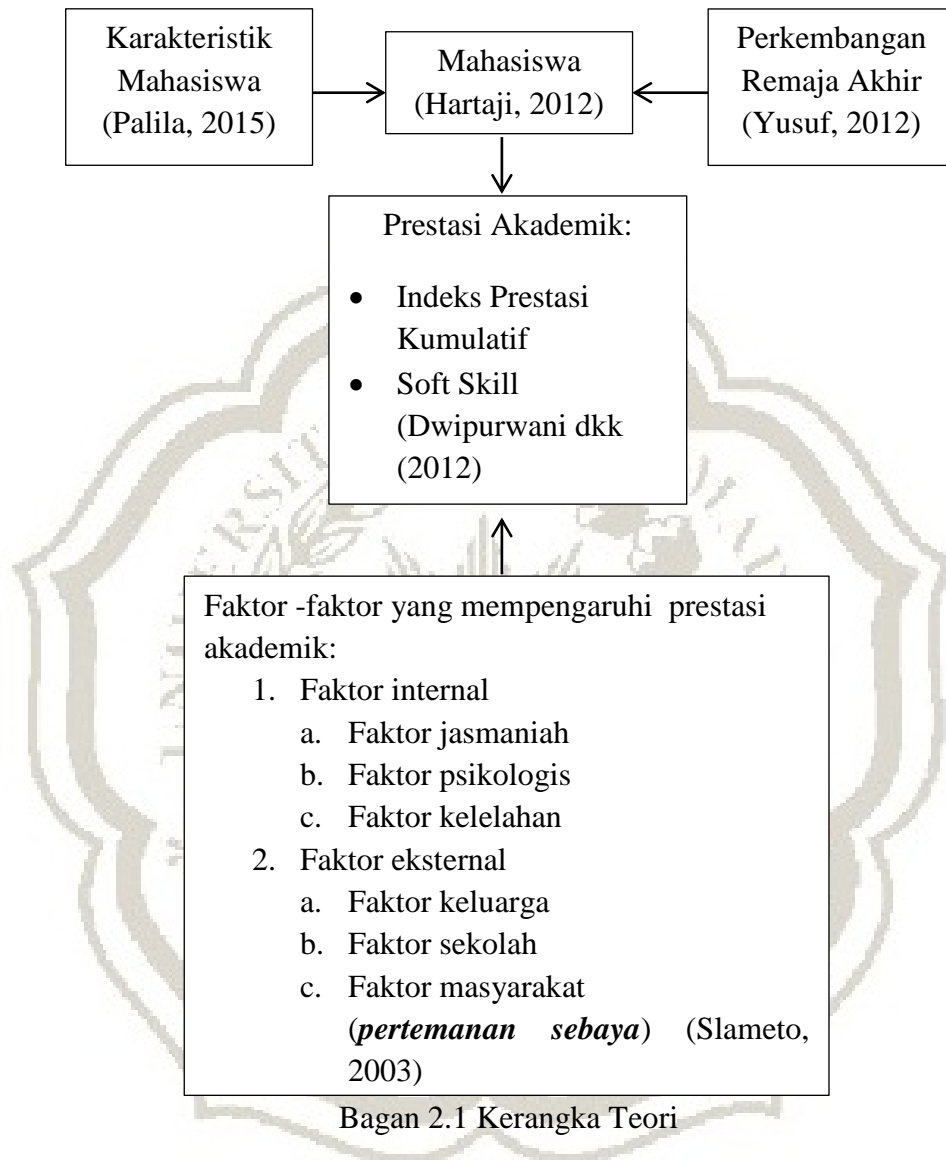 Karakteristik
Mahasiswa
(Palila, 2015)
Mahasiswa
(Hartaji, 2012)
Perkembangan
Remaja Akhir
(Yusuf, 2012)
Prestasi Akademik:
• Indeks Prestasi
Kumulatif
• Soft Skill
(Dwipurwani dkk
(2012)
Faktor -faktor yang mempengaruhi prestasi
akademik:
1. Faktor internal
a. Faktor jasmaniah
b. Faktor psikologis
c. Faktor kelelahan
2. Faktor eksternal
a. Faktor keluarga
b. Faktor sekolah
c. Faktor masyarakat
(pertemanan sebaya) (Slameto,
2003)
Bagan 2.1 Kerangka Teori